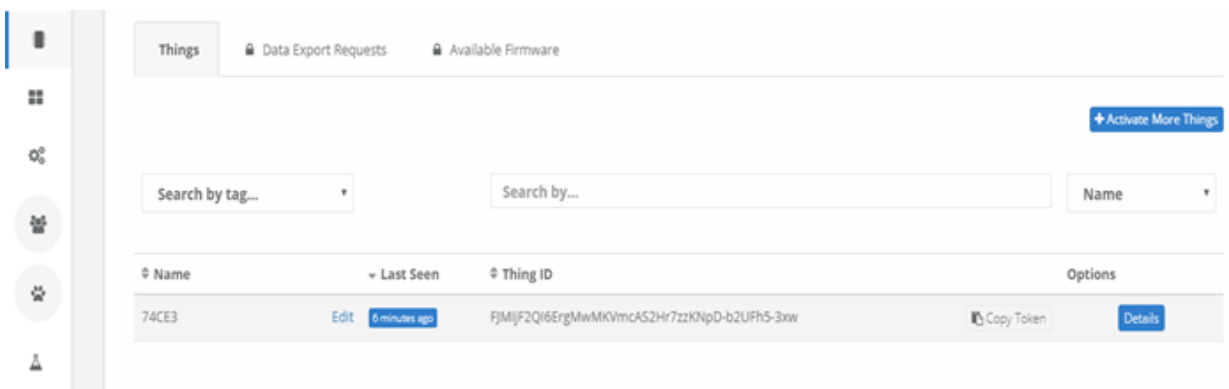 Things Data Export Requests Available Firmware
+ Activate More Things
Search by tag... Search by... Name
Name Last Seen Thing ID Options
74CE3 Edit 6 minutes ago FJMIjF2QI6ErgMwMKVmcAS2Hr7zzKNpD-b2UFh5-3xw Copy Token Details